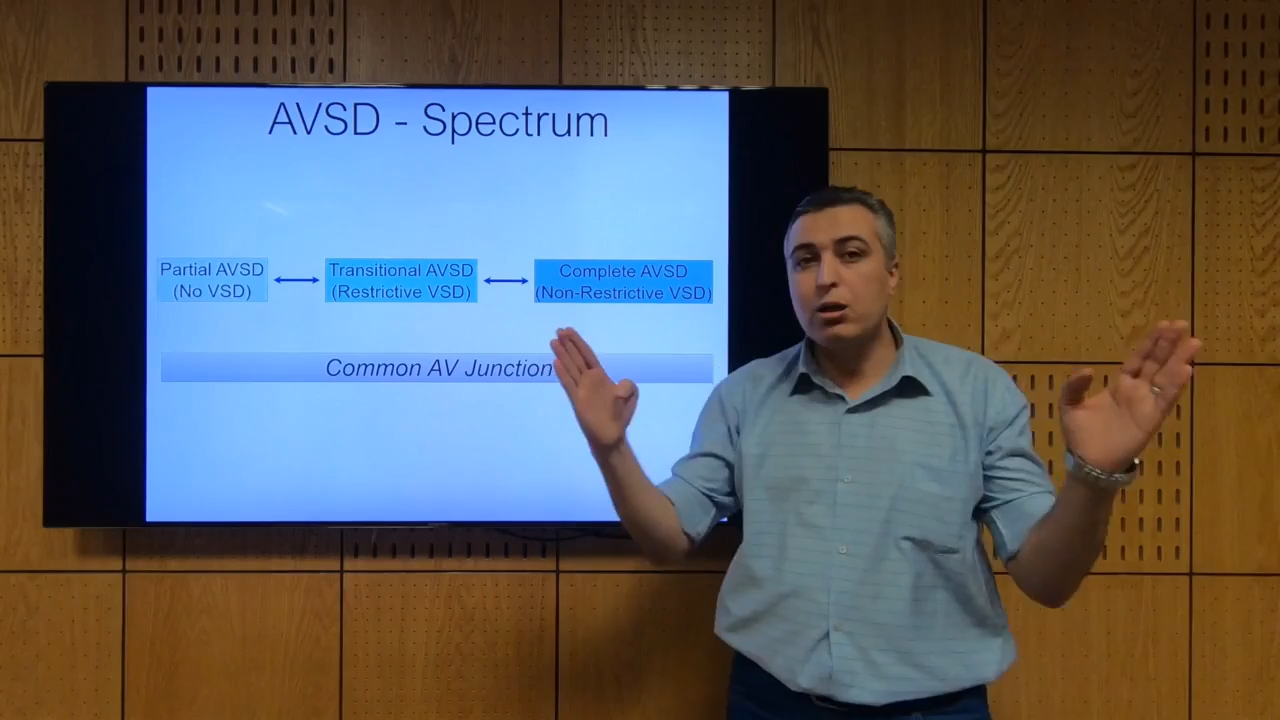 AVSD - Spectrum
Partial AVSD
(No VSD)
Transitional AVSD
(Restrictive VSD)
Complete AVSD
(Non-Restrictive VSD)
Common AV Junction